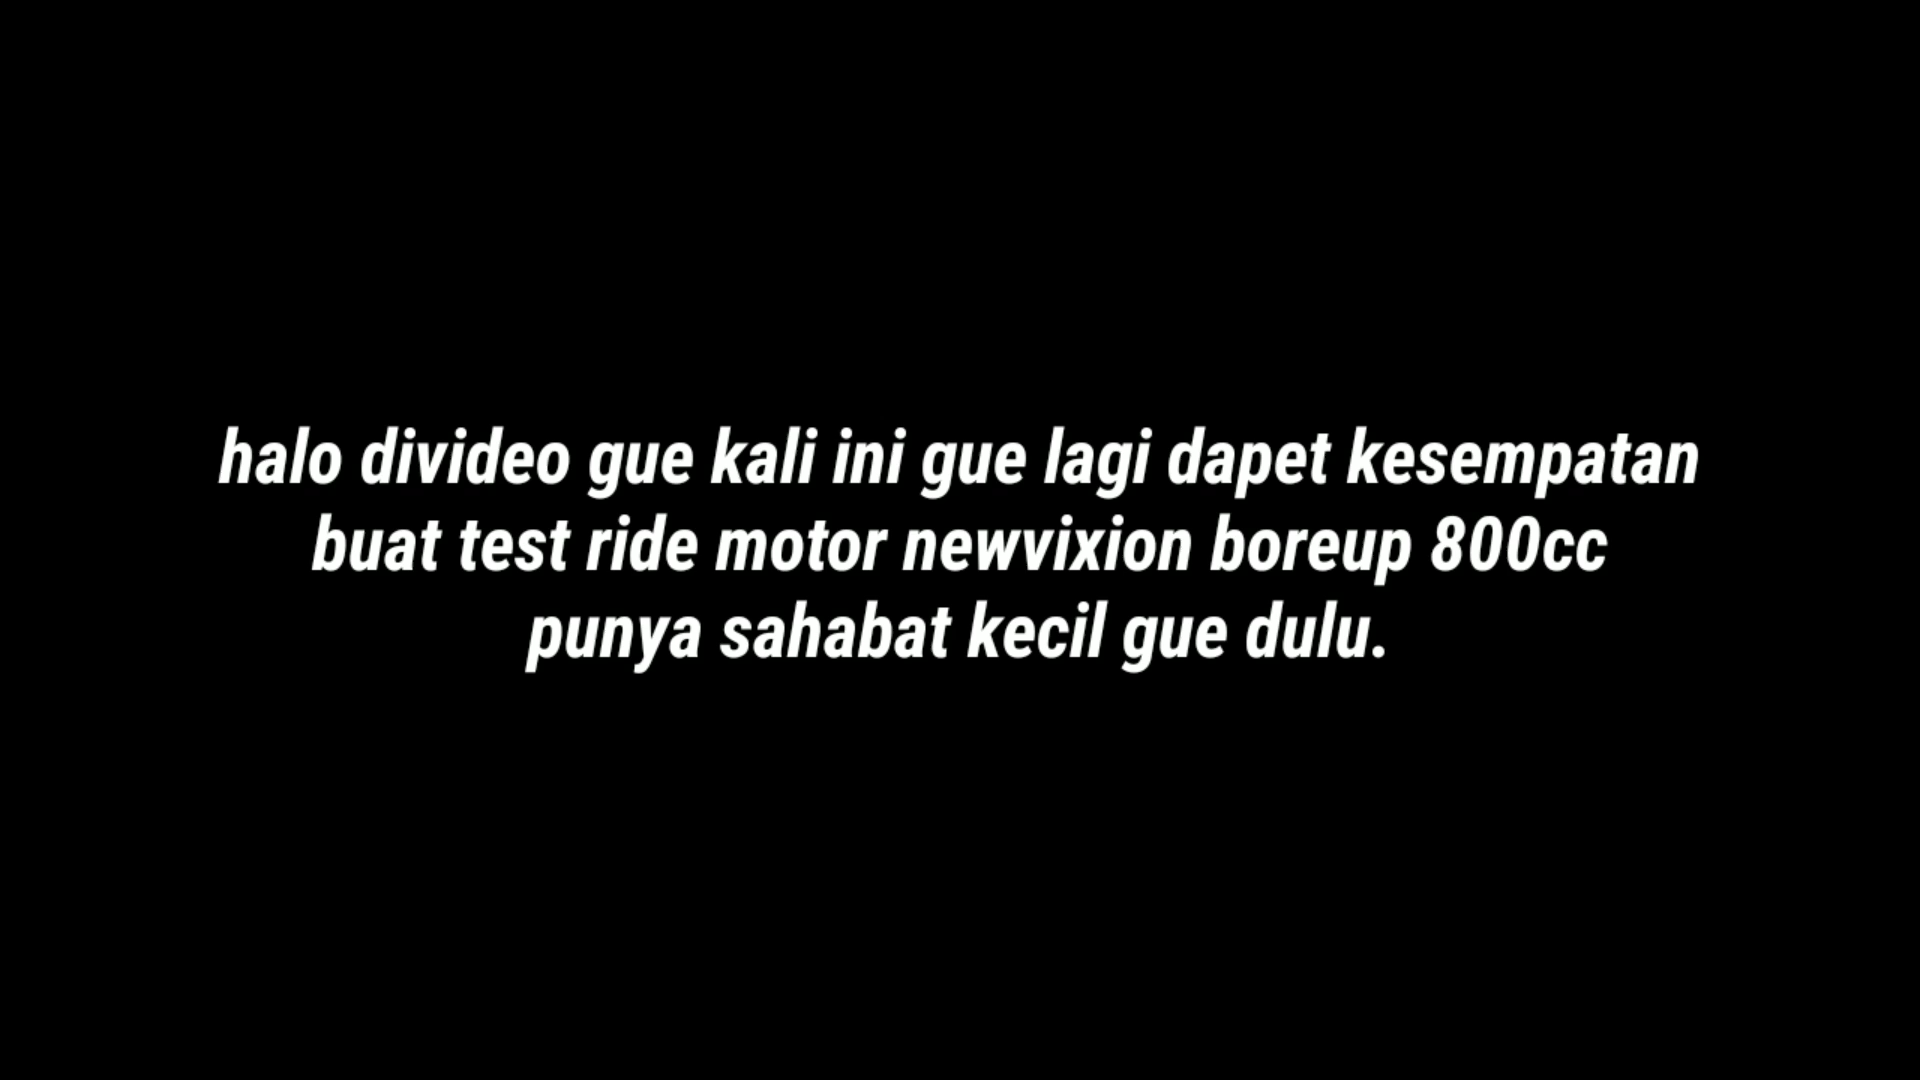 halo divideo gue kali ini gue lagi dapet kesempatan
buat test ride motor newvixion boreup 800cc
punya sahabat kecil gue dulu.